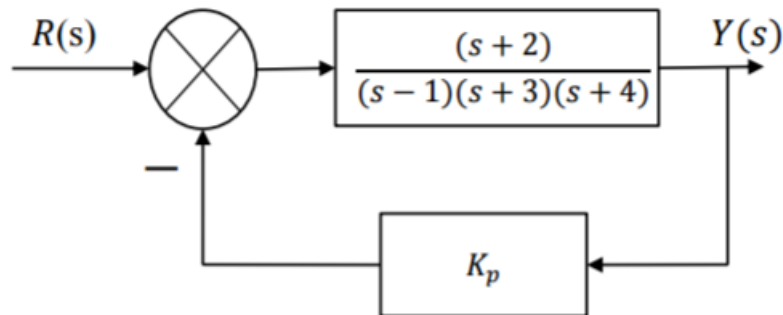 R(s)
(s + 2)
(s − 1)(s + 3)(s + 4)
Y(s)
−
K_p